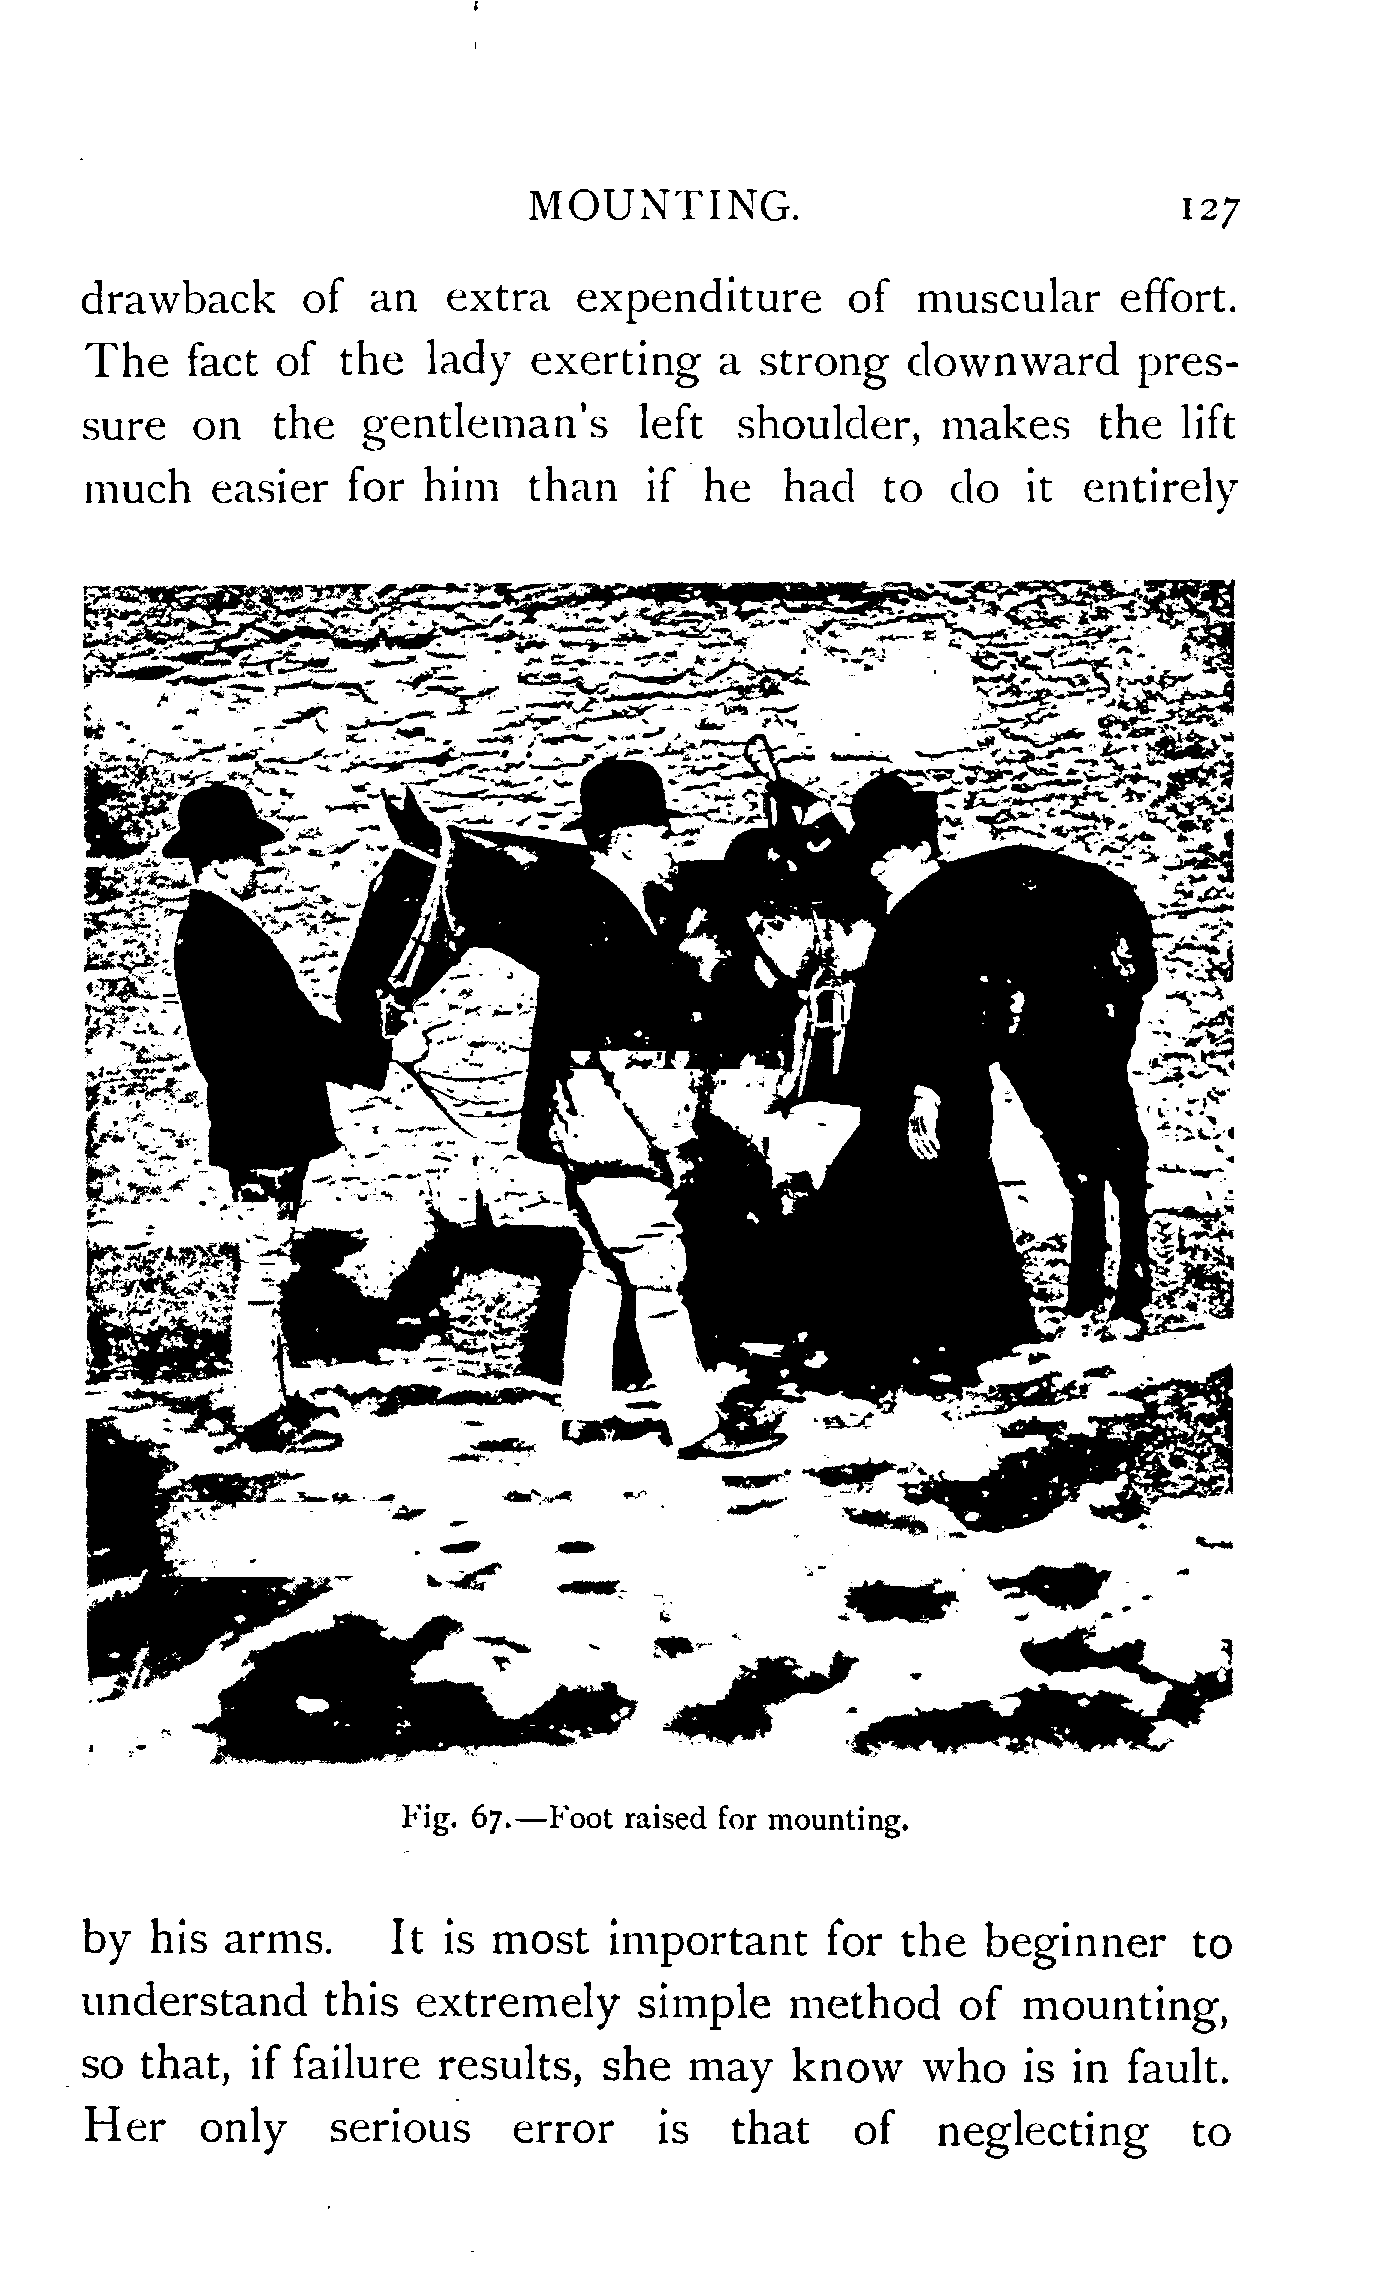 MOUNTING. 127
drawback of an extra expenditure of muscular effort.
The fact of the lady exerting a strong downward pres-
sure on the gentleman's left shoulder, makes the lift
much easier for him than if he had to do it entirely
Fig. 67.—Foot raised for mounting.
by his arms. It is most important for the beginner to
understand this extremely simple method of mounting,
so that, if failure results, she may know who is in fault.
Her only serious error is that of neglecting to